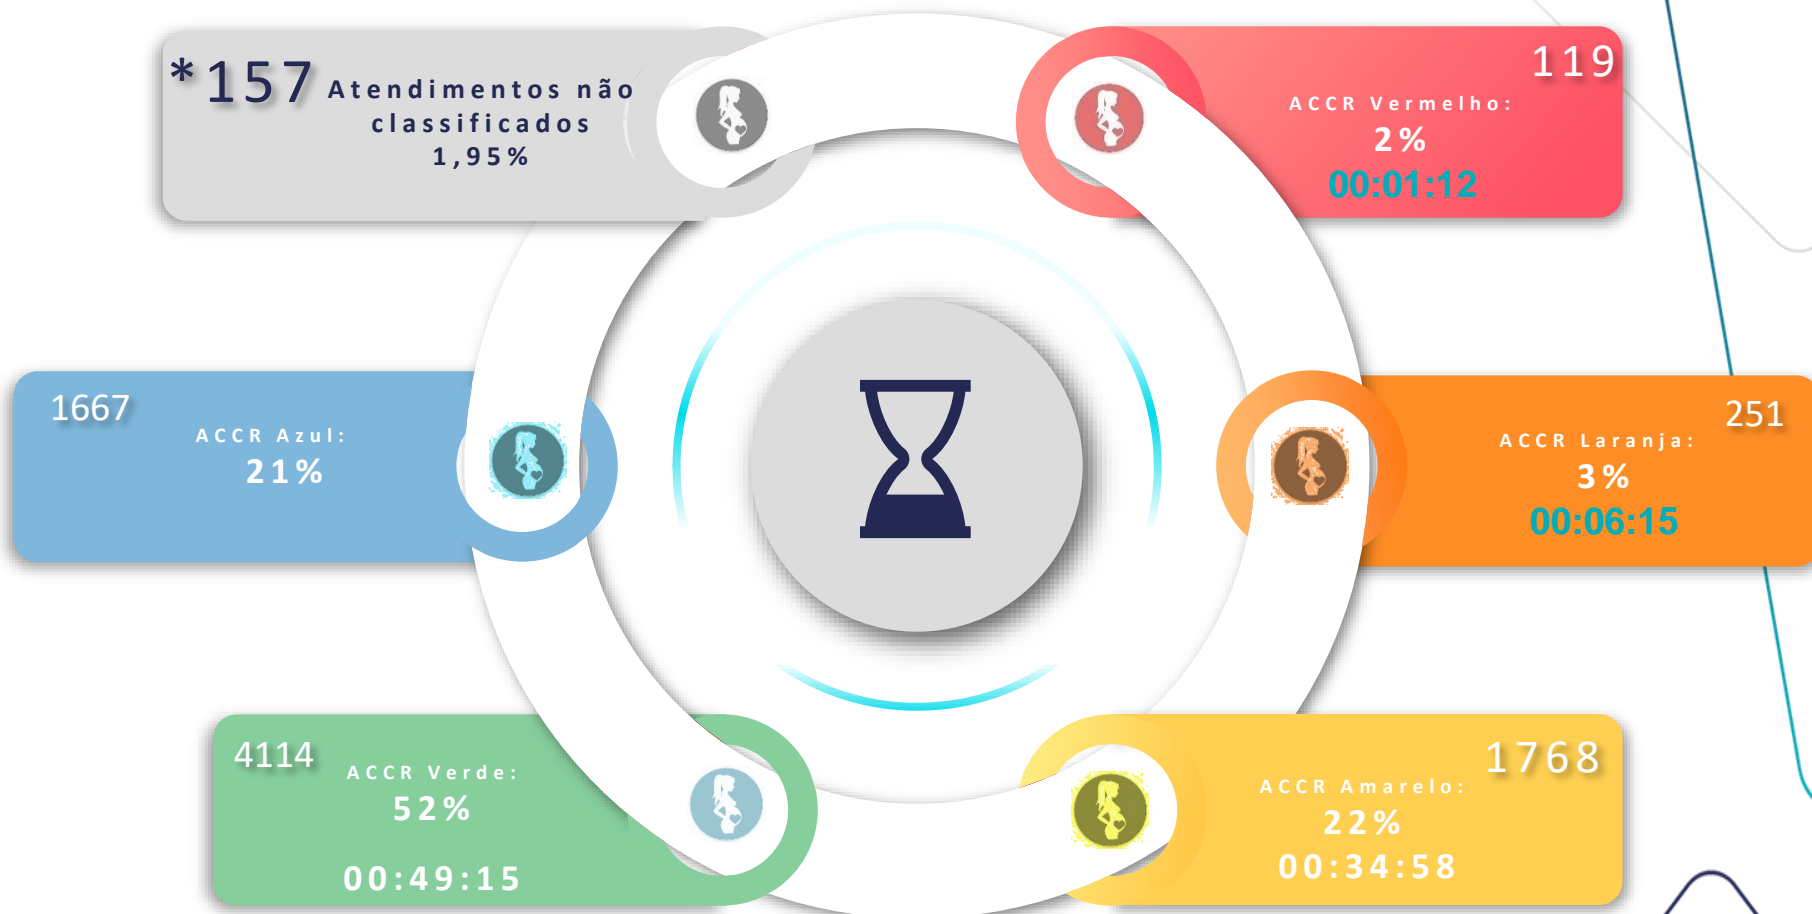 *157 Atendimentos não
classificados
1,95%
119
ACCR Vermelho:
2%
00:01:12
1667
ACCR Azul:
21%
251
ACCR Laranja:
3%
00:06:15
4114
ACCR Verde:
52%
00:49:15
1768
ACCR Amarelo:
22%
00:34:58